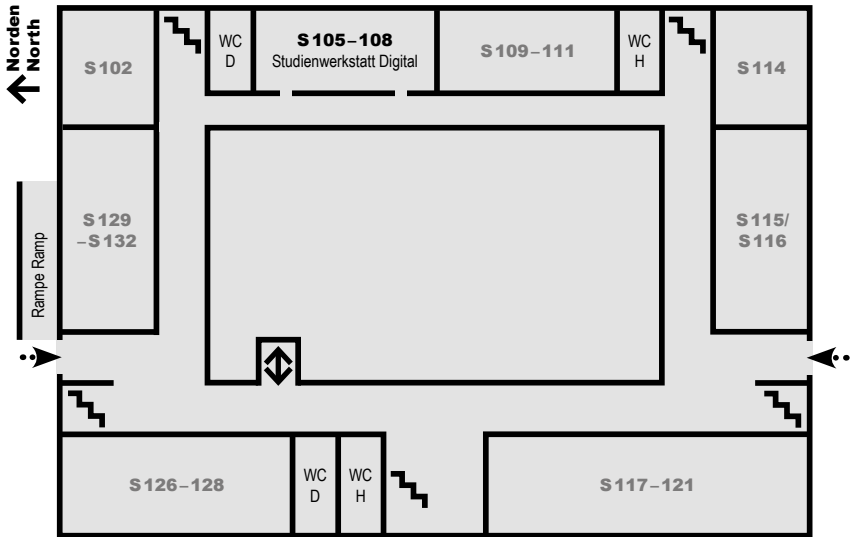 Norden
North
S102
WC
D
S105–108
Studienwerkstatt Digital
S109–111
WC
H
S114
S129
–S132
S115/
S116
Rampe Ramp
S126–128
WC
D
WC
H
S117–121